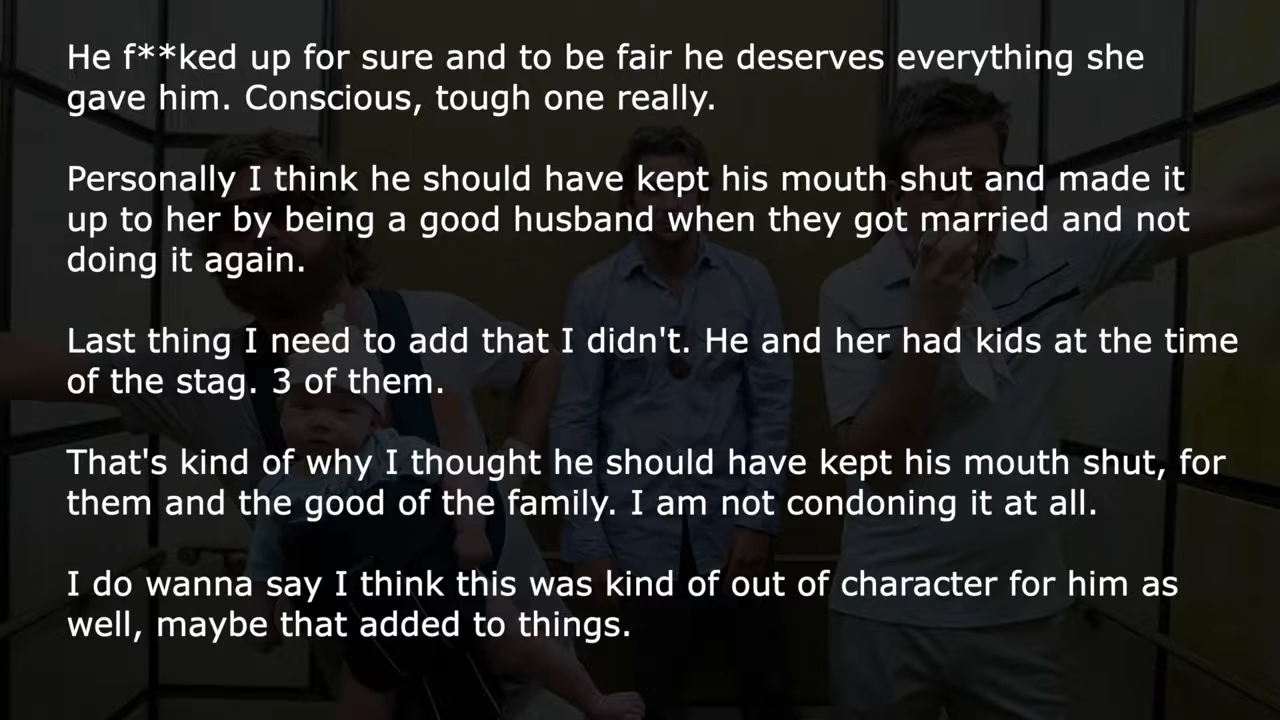 He f**ked up for sure and to be fair he deserves everything she
gave him. Conscious, tough one really.
Personally I think he should have kept his mouth shut and made it
up to her by being a good husband when they got married and not
doing it again.
Last thing I need to add that I didn't. He and her had kids at the time
of the stag. 3 of them.
That's kind of why I thought he should have kept his mouth shut, for
them and the good of the family. I am not condoning it at all.
I do wanna say I think this was kind of out of character for him as
well, maybe that added to things.